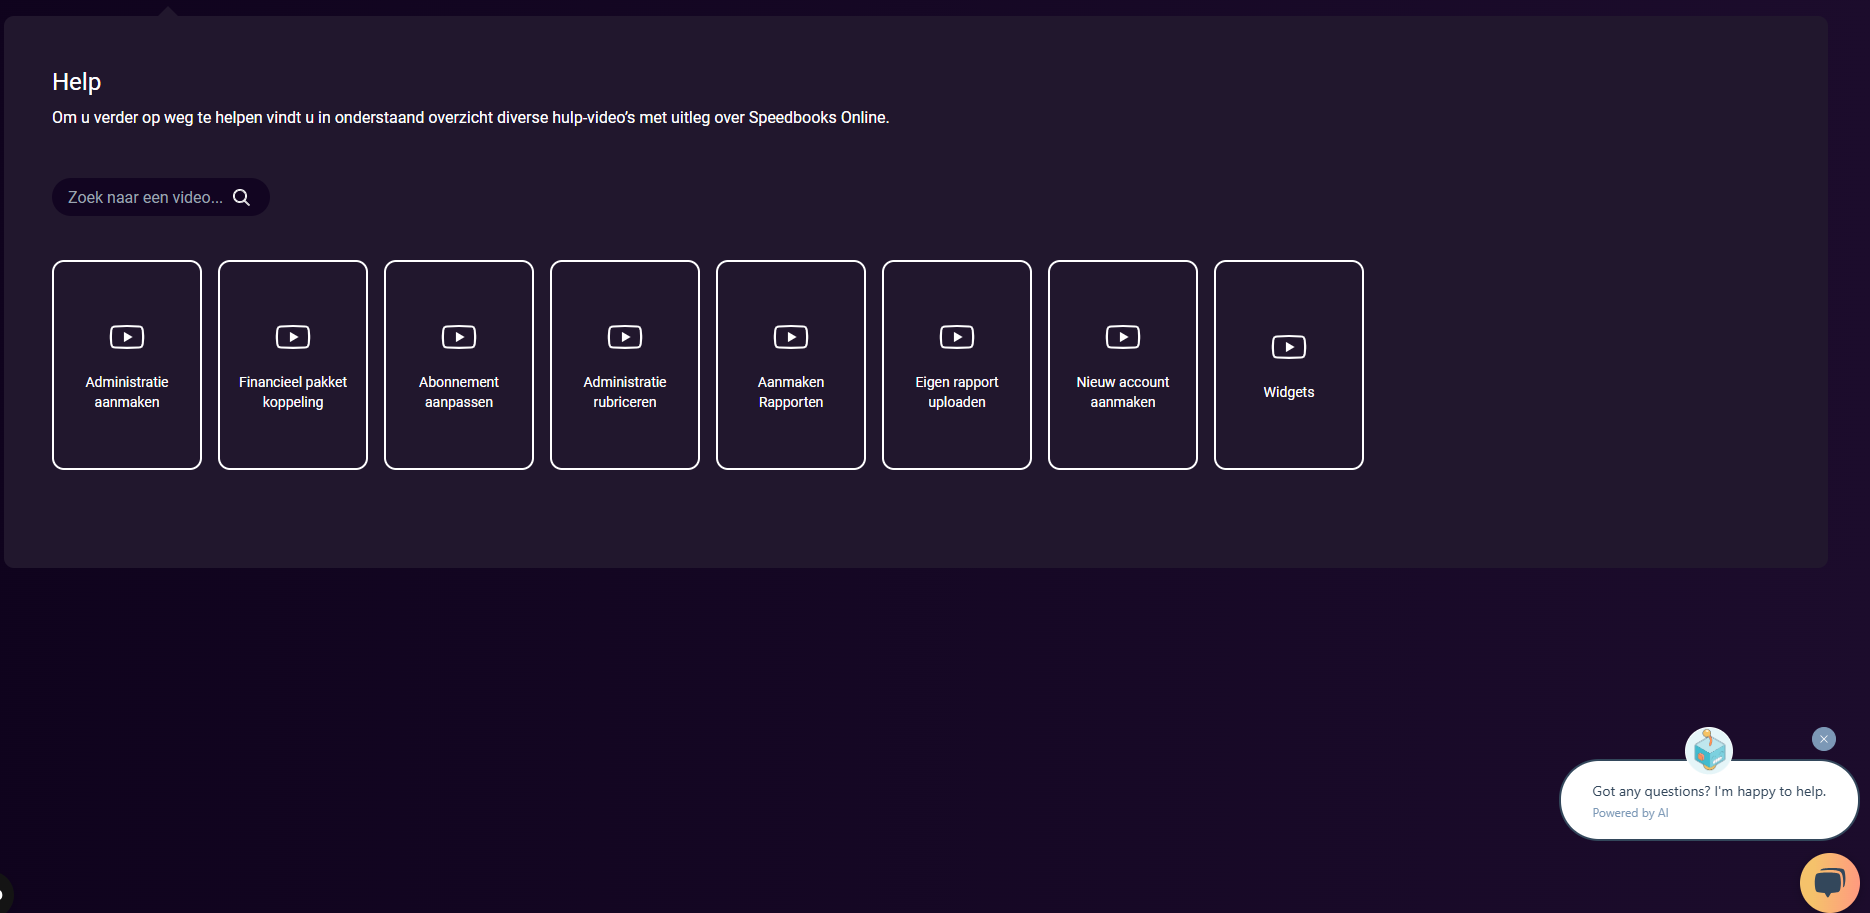 Help
Om u verder op weg te helpen vindt u in onderstaand overzicht diverse hulp-video’s met uitleg over Speedbooks Online.
Zoek naar een video...
Administratie
aanmaken
Financieel pakket
koppeling
Abonnement
aanpassen
Administratie
rubriceren
Aanmaken
Rapporten
Eigen rapport
uploaden
Nieuw account
aanmaken
Widgets
Got any questions? I'm happy to help.
Powered by AI